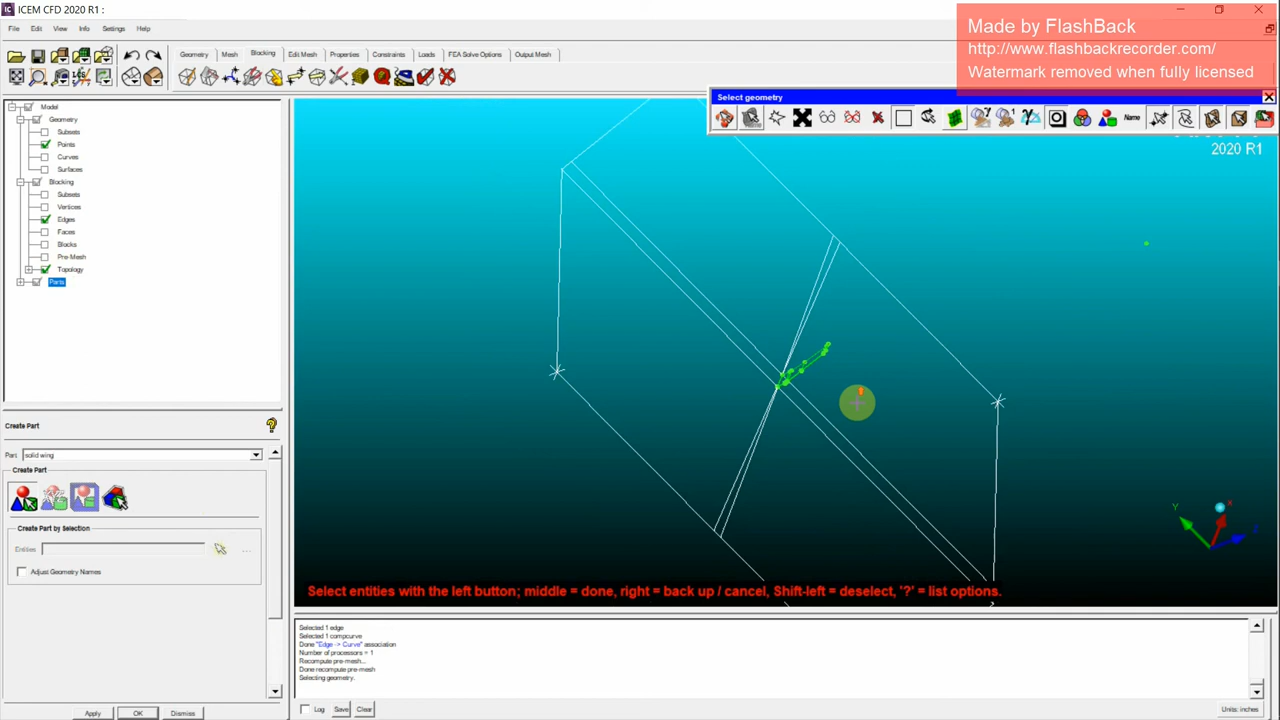 ICEM CFD 2020 R1 :
Made by FlashBack
http://www.flashbackrecorder.com/
Watermark removed when fully licensed
File Edit View Info Settings Help
Geometry Mesh Blocking Edit Mesh Properties Constraints Loads FEA Solve Options Output Mesh
Select geometry
Name
2020 R1
Model
Geometry
Subsets
Points
Curves
Surfaces
Blocking
Subsets
Vertices
Edges
Faces
Blocks
Pre-Mesh
Topology
Parts
Create Part
Part solid wing
Create Part
Create Part by Selection
Entities
...
Adjust Geometry Names
Y X Z
Select entities with the left button; middle = done, right = back up / cancel, Shift-left = deselect, '?' = list options.
Selected 1 edge
Selected 1 compcurve
Done "Edge -> Curve" association
Number of processors = 1
Recompute pre-mesh...
Done recompute pre-mesh
Selecting geometry.
Apply OK Dismiss
Log Save Clear
Units: inches